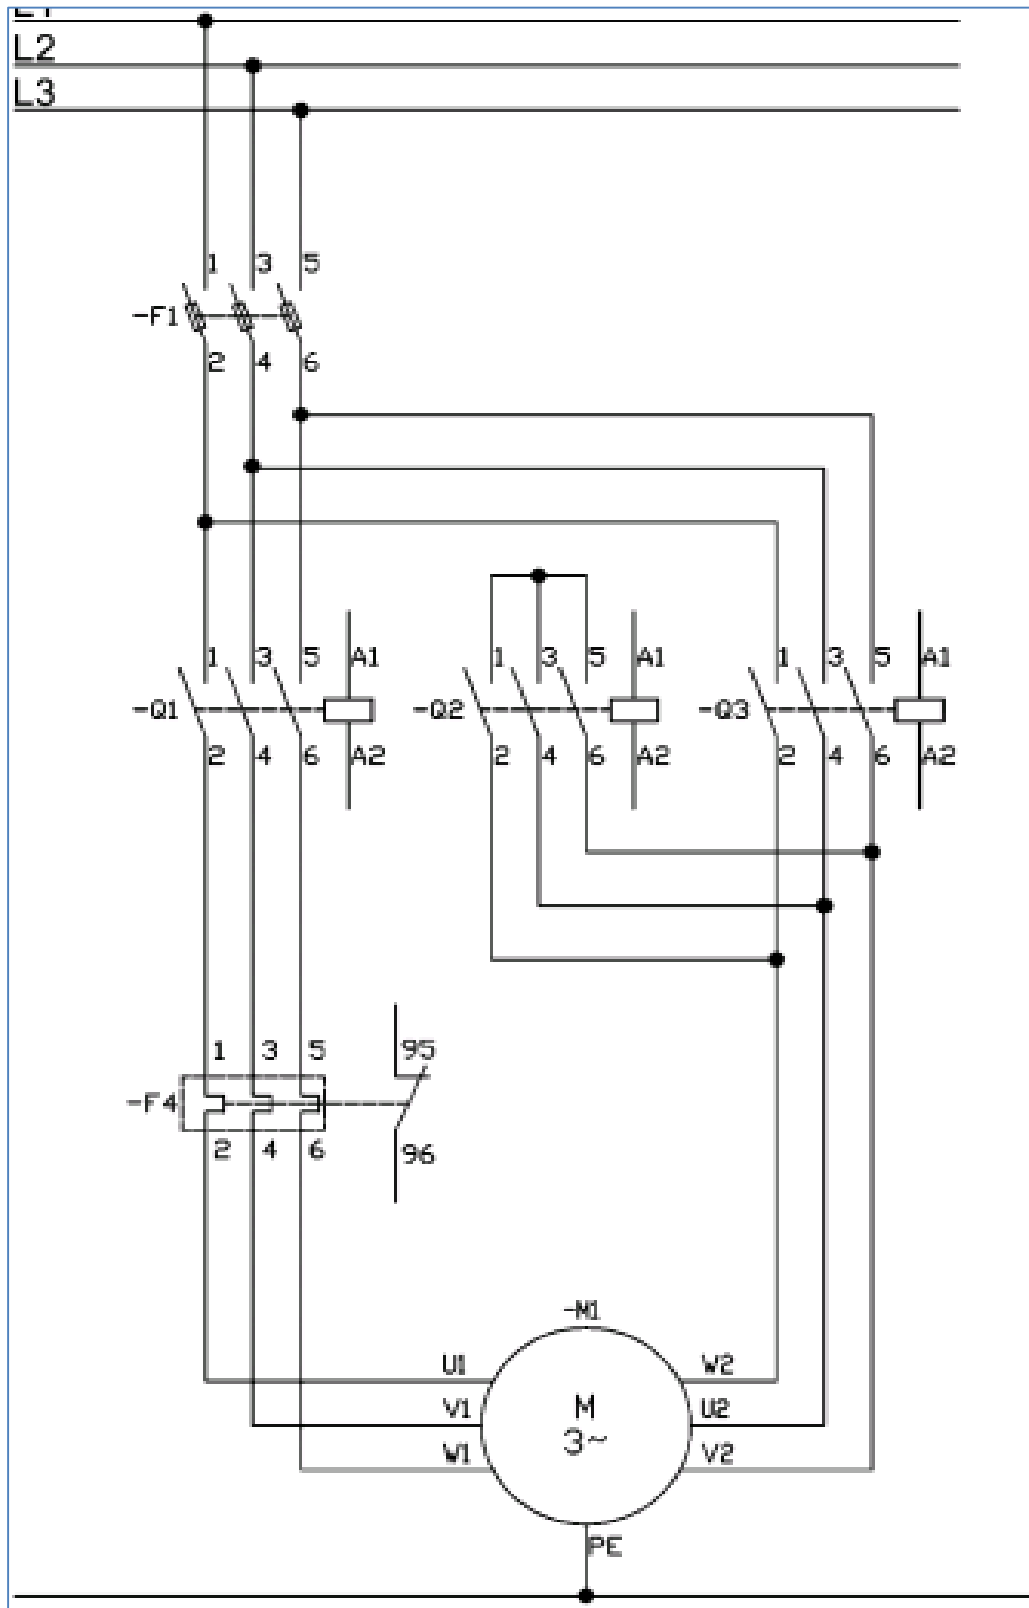 L1
L2
L3
1 3 5
-F1
2 4 6
1 3 5 A1 1 3 5 A1 1 3 5 A1
-Q1 -Q2 -Q3
2 4 6 A2 2 4 6 A2 2 4 6 A2
1 3 5 95
-F4
2 4 6 96
-M1
U1 W2
V1 M U2
3~
W1 V2
PE